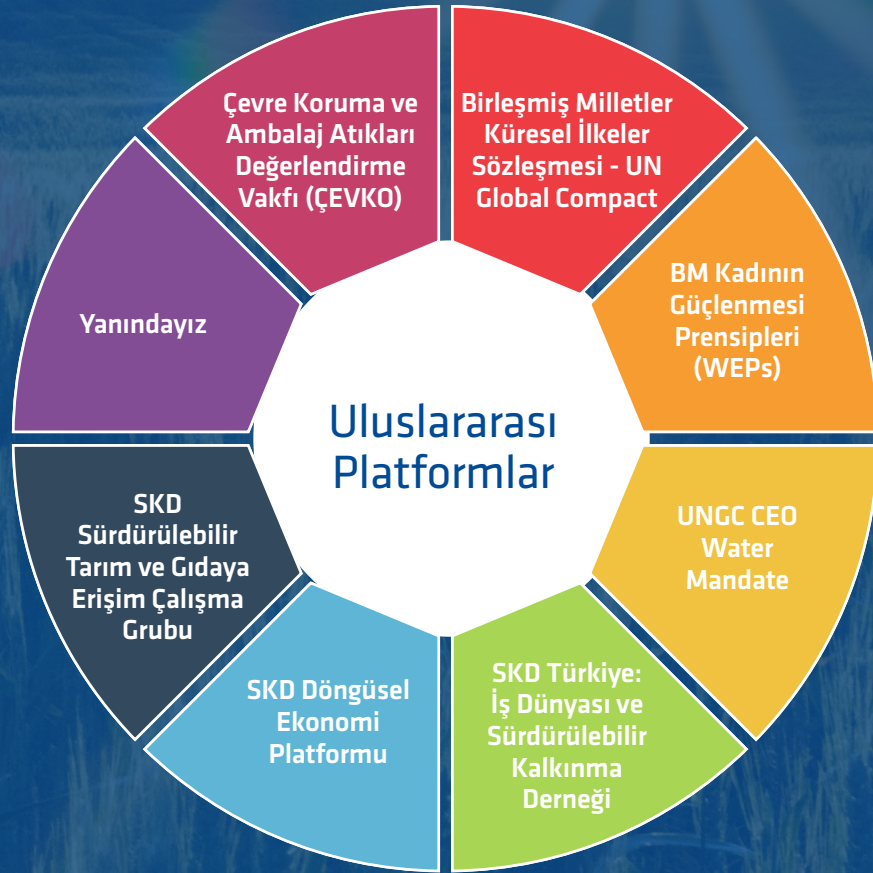 Çevre Koruma ve
Ambalaj Atıkları
Değerlendirme
Vakfı (ÇEVKO)
Birleşmiş Milletler
Küresel İlkeler
Sözleşmesi - UN
Global Compact
BM Kadının
Güçlenmesi
Prensipleri
(WEPs)
UNGC CEO
Water
Mandate
SKD Türkiye:
İş Dünyası ve
Sürdürülebilir
Kalkınma
Derneği
SKD Döngüsel
Ekonomi
Platformu
SKD
Sürdürülebilir
Tarım ve Gıdaya
Erişim Çalışma
Grubu
Yanındayız
Uluslararası
Platformlar